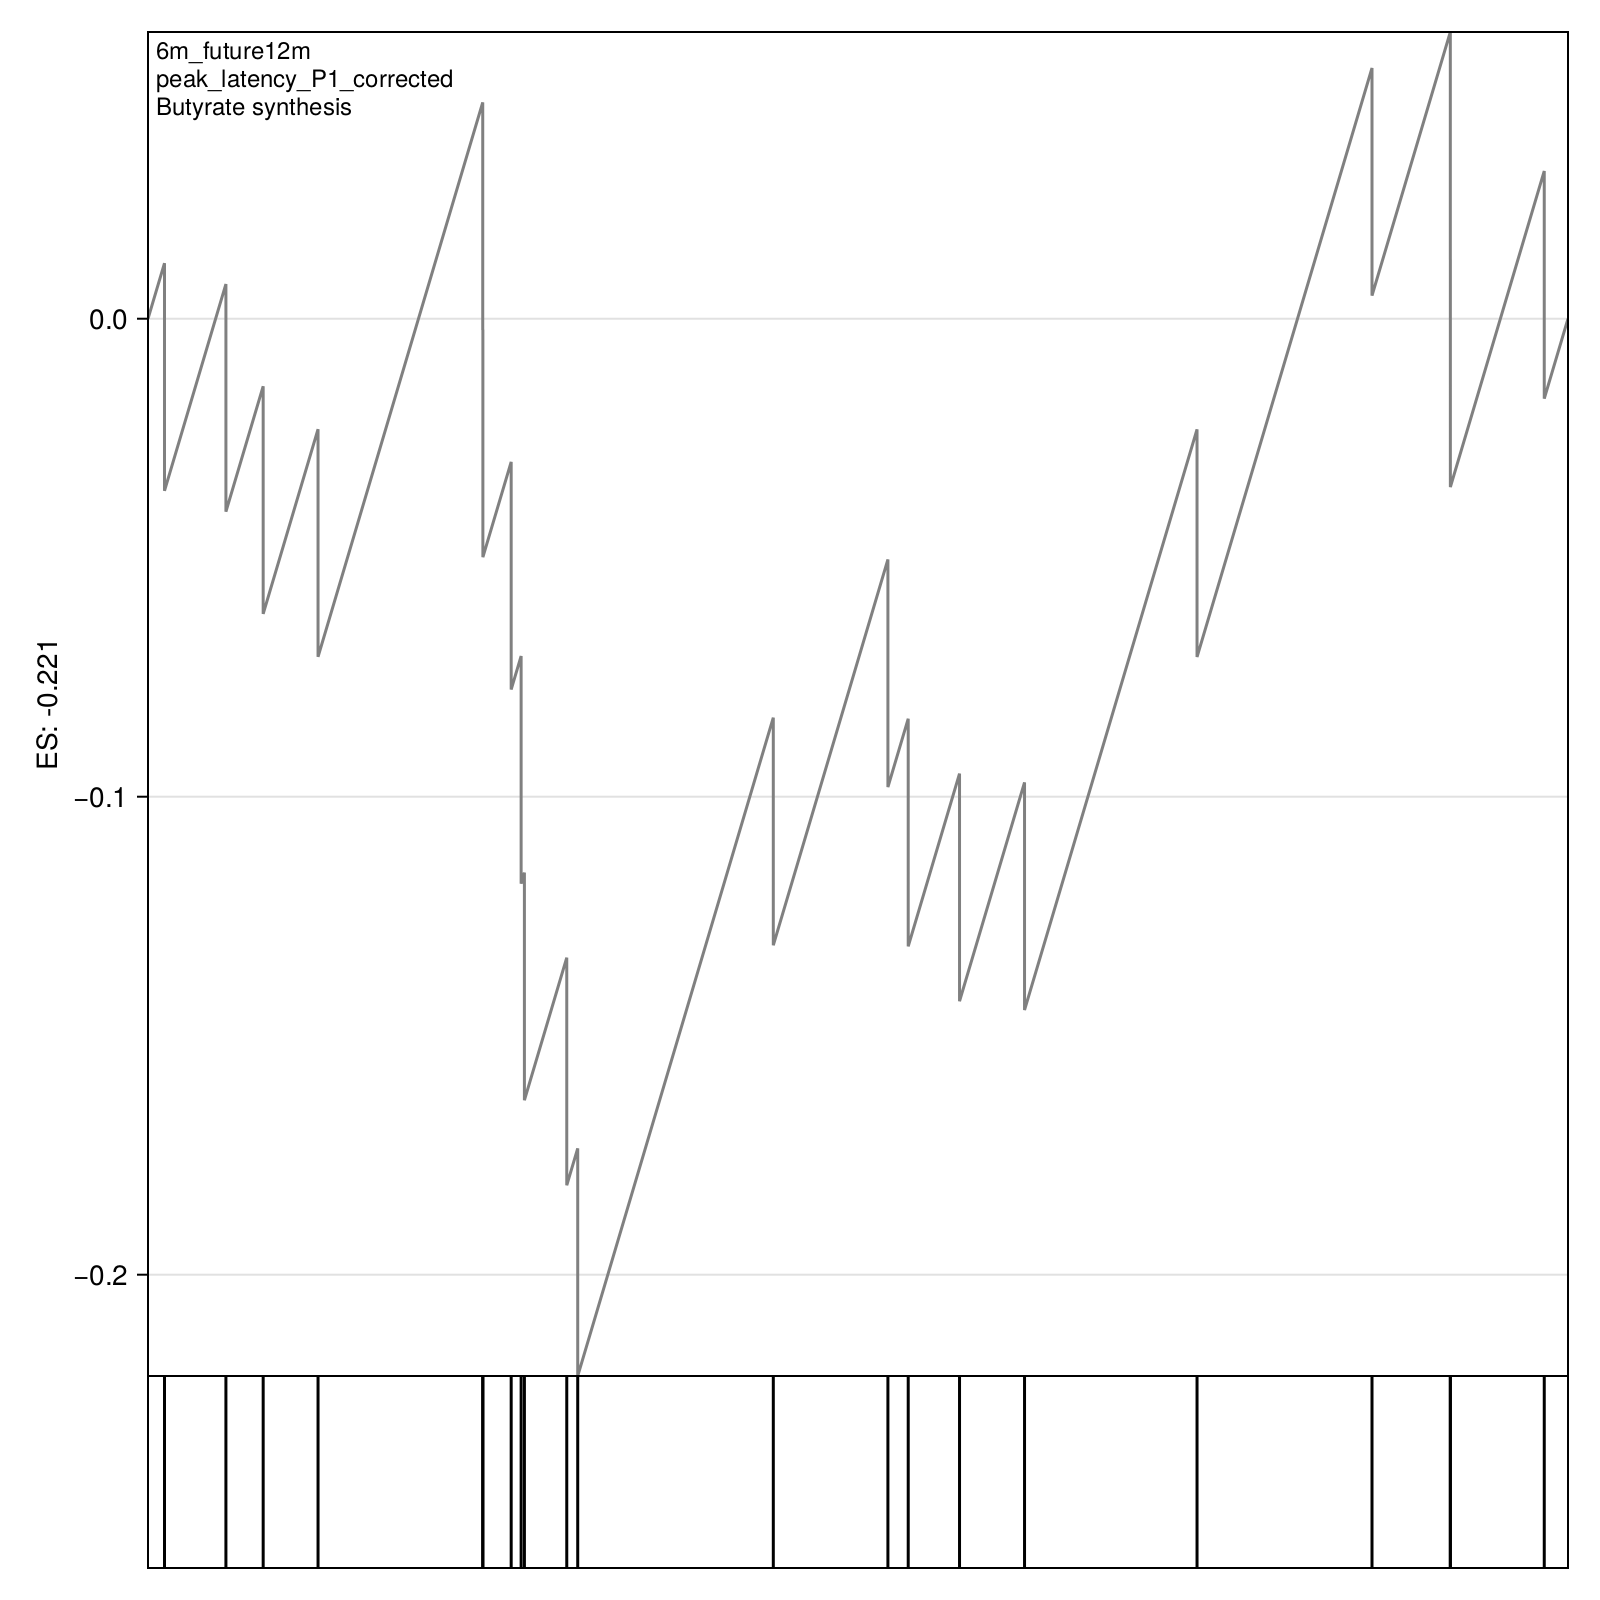 6m_future12m
peak_latency_P1_corrected
Butyrate synthesis
0.0
ES: -0.221
−0.1
−0.2